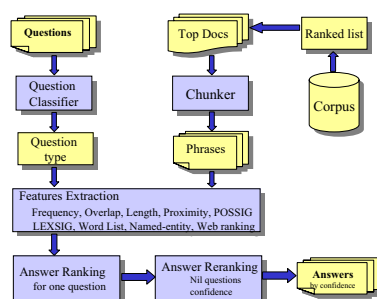 Questions
Top Docs
Ranked list
Question
Classifier
Chunker
Corpus
Question
type
Phrases
Features Extraction
Frequency, Overlap, Length, Proximity, POSSIG
LEXSIG, Word List, Named-entity, Web ranking
Answer Ranking
for one question
Answer Reranking
Nil questions
confidence
Answers
by confidence